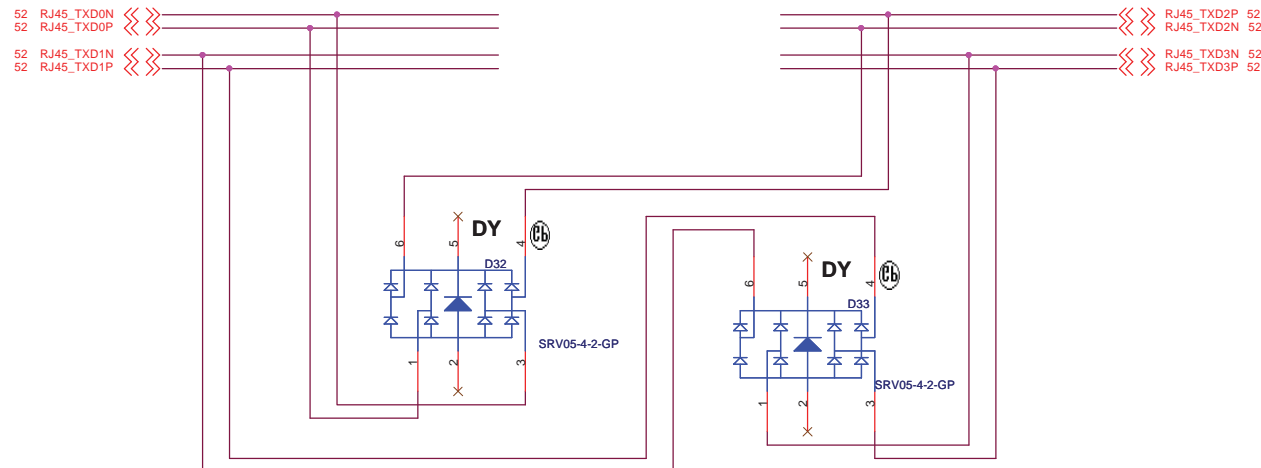 52 RJ45_TXD0N
52 RJ45_TXD0P
52 RJ45_TXD1N
52 RJ45_TXD1P
RJ45_TXD2P 52
RJ45_TXD2N 52
RJ45_TXD3N 52
RJ45_TXD3P 52
DY
6
5
4
D32
SRV05-4-2-GP
1
2
3
DY
6
5
4
D33
SRV05-4-2-GP
1
2
3